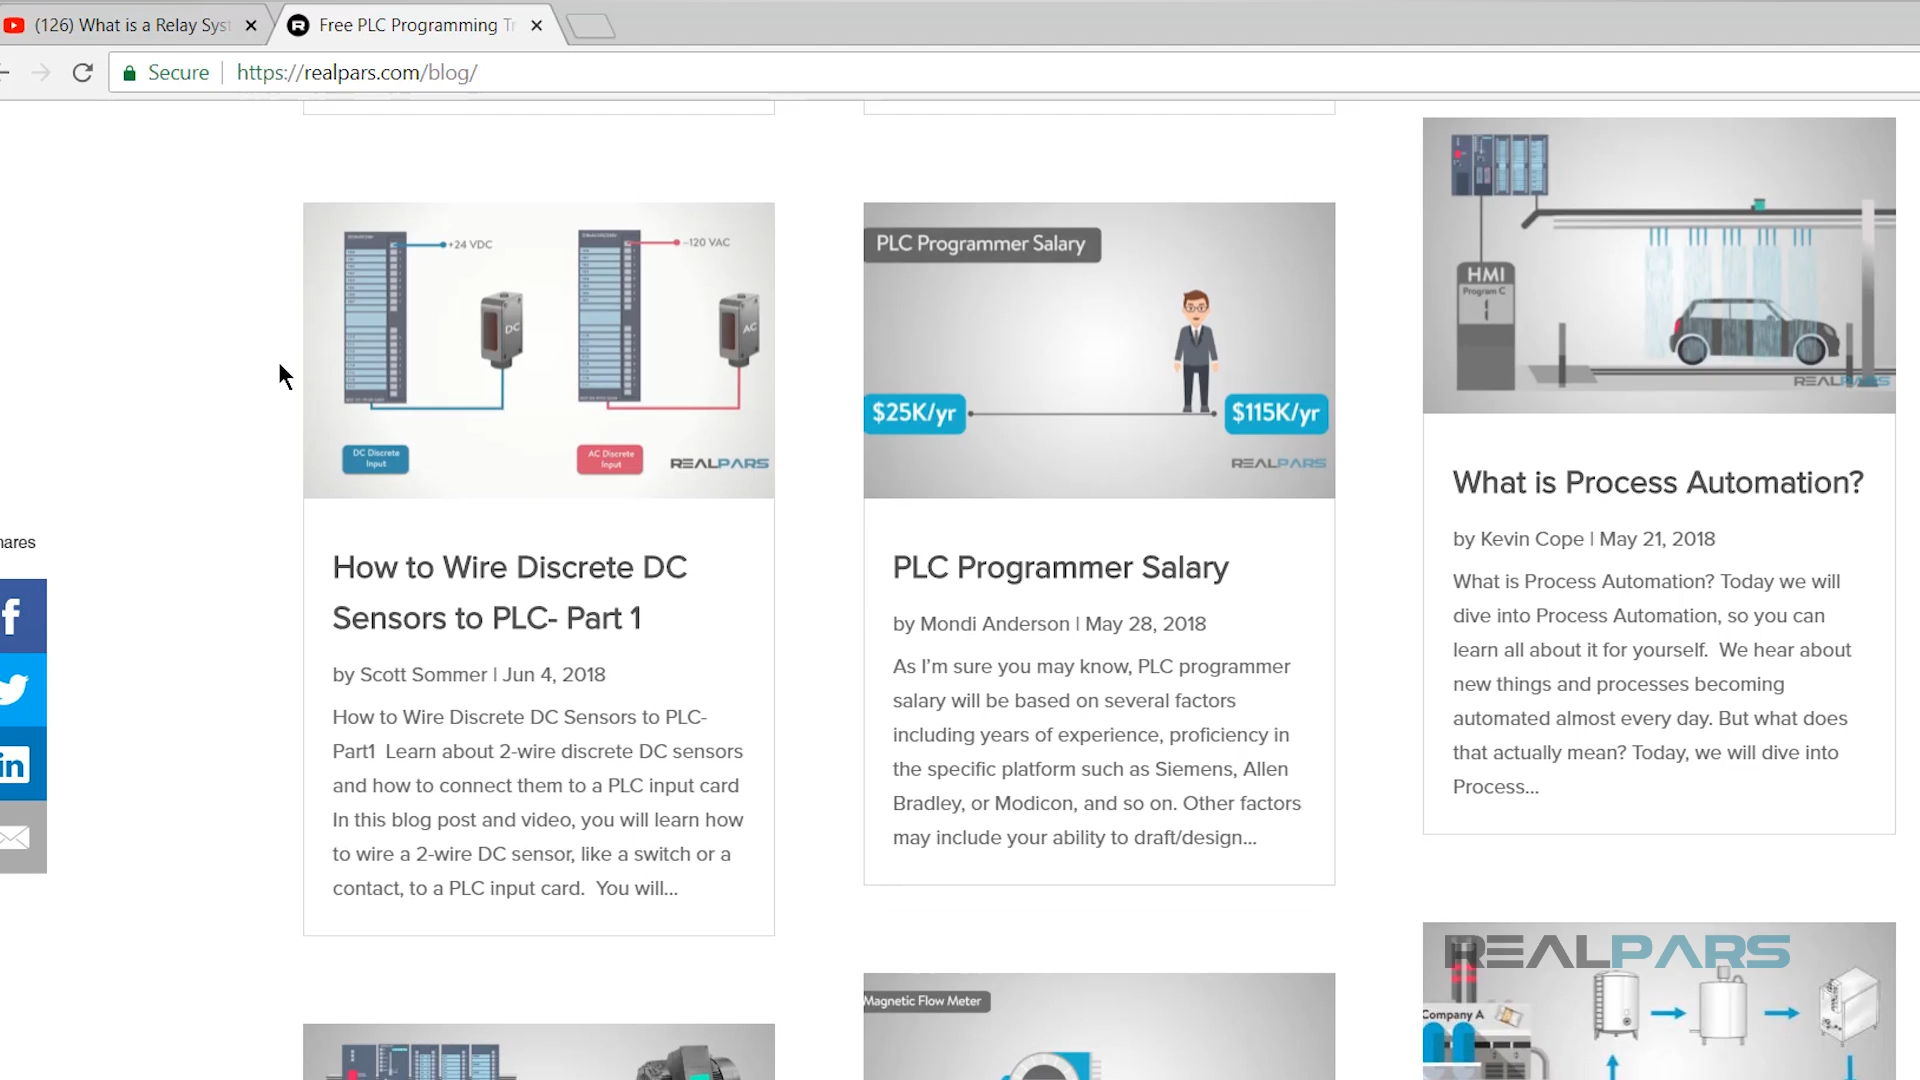 (126) What is a Relay Syst
Free PLC Programming Tr
Secure
https://realpars.com/blog/
+24 VDC
~120 VAC
DC
AC
DC Discrete
Input
AC Discrete
Input
REALPARS
How to Wire Discrete DC
Sensors to PLC- Part 1
by Scott Sommer | Jun 4, 2018
How to Wire Discrete DC Sensors to PLC-
Part1 Learn about 2-wire discrete DC sensors
and how to connect them to a PLC input card
In this blog post and video, you will learn how
to wire a 2-wire DC sensor, like a switch or a
contact, to a PLC input card. You will...
PLC Programmer Salary
$25K/yr
$115K/yr
REALPARS
PLC Programmer Salary
by Mondi Anderson | May 28, 2018
As I’m sure you may know, PLC programmer
salary will be based on several factors
including years of experience, proficiency in
the specific platform such as Siemens, Allen
Bradley, or Modicon, and so on. Other factors
may include your ability to draft/design...
Magnetic Flow Meter
HMI
Program C
1
REALPARS
What is Process Automation?
by Kevin Cope | May 21, 2018
What is Process Automation? Today we will
dive into Process Automation, so you can
learn all about it for yourself. We hear about
new things and processes becoming
automated almost every day. But what does
that actually mean? Today, we will dive into
Process...
REALPARS
Company A
hares
f
in